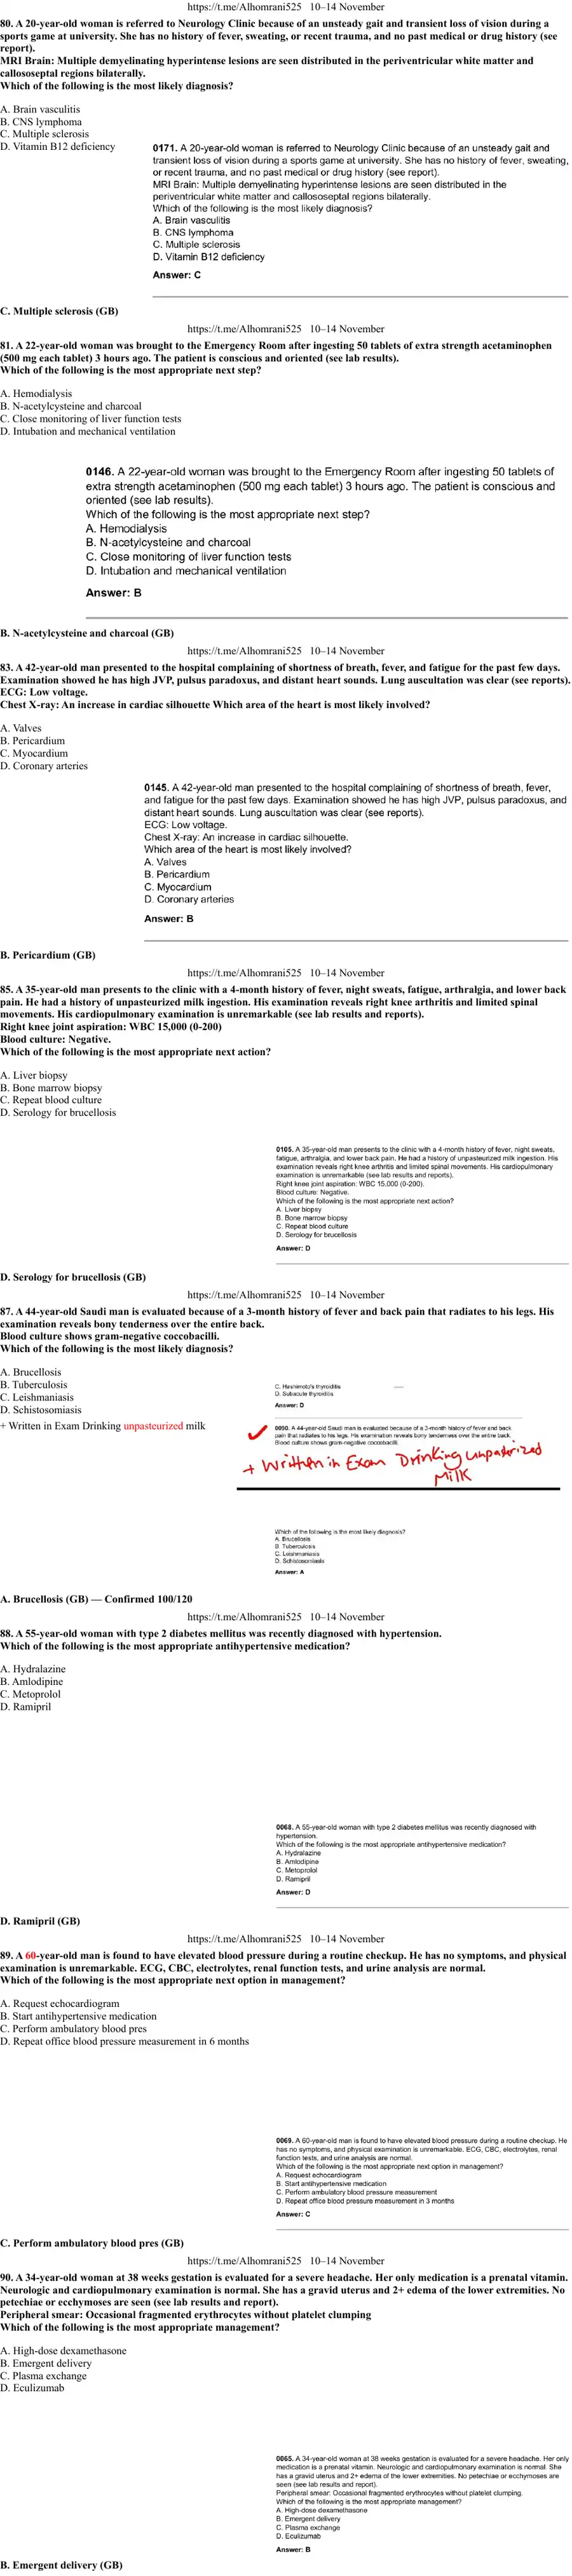 https://t.me/Alhomrani525 10–14 November
80. A 20-year-old woman is referred to Neurology Clinic because of an unsteady gait and transient loss of vision during a
sports game at university. She has no history of fever, sweating, or recent trauma, and no past medical or drug history (see
report).
MRI Brain: Multiple demyelinating hyperintense lesions are seen distributed in the periventricular white matter and
callososeptal regions bilaterally.
Which of the following is the most likely diagnosis?
A. Brain vasculitis
B. CNS lymphoma
C. Multiple sclerosis
D. Vitamin B12 deficiency
0171. A 20-year-old woman is referred to Neurology Clinic because of an unsteady gait and
transient loss of vision during a sports game at university. She has no history of fever, sweating,
or recent trauma, and no past medical or drug history (see report).
MRI Brain: Multiple demyelinating hyperintense lesions are seen distributed in the
periventricular white matter and callososeptal regions bilaterally.
Which of the following is the most likely diagnosis?
A. Brain vasculitis
B. CNS lymphoma
C. Multiple sclerosis
D. Vitamin B12 deficiency
Answer: C
C. Multiple sclerosis (GB)
https://t.me/Alhomrani525 10–14 November
81. A 22-year-old woman was brought to the Emergency Room after ingesting 50 tablets of extra strength acetaminophen
(500 mg each tablet) 3 hours ago. The patient is conscious and oriented (see lab results).
Which of the following is the most appropriate next step?
A. Hemodialysis
B. N-acetylcysteine and charcoal
C. Close monitoring of liver function tests
D. Intubation and mechanical ventilation
0146. A 22-year-old woman was brought to the Emergency Room after ingesting 50 tablets of
extra strength acetaminophen (500 mg each tablet) 3 hours ago. The patient is conscious and
oriented (see lab results).
Which of the following is the most appropriate next step?
A. Hemodialysis
B. N-acetylcysteine and charcoal
C. Close monitoring of liver function tests
D. Intubation and mechanical ventilation
Answer: B
B. N-acetylcysteine and charcoal (GB)
https://t.me/Alhomrani525 10–14 November
83. A 42-year-old man presented to the hospital complaining of shortness of breath, fever, and fatigue for the past few days.
Examination showed he has high JVP, pulsus paradoxus, and distant heart sounds. Lung auscultation was clear (see reports).
ECG: Low voltage.
Chest X-ray: An increase in cardiac silhouette Which area of the heart is most likely involved?
A. Valves
B. Pericardium
C. Myocardium
D. Coronary arteries
0145. A 42-year-old man presented to the hospital complaining of shortness of breath, fever,
and fatigue for the past few days. Examination showed he has high JVP, pulsus paradoxus, and
distant heart sounds. Lung auscultation was clear (see reports).
ECG: Low voltage.
Chest X-ray: An increase in cardiac silhouette.
Which area of the heart is most likely involved?
A. Valves
B. Pericardium
C. Myocardium
D. Coronary arteries
Answer: B
B. Pericardium (GB)
https://t.me/Alhomrani525 10–14 November
85. A 35-year-old man presents to the clinic with a 4-month history of fever, night sweats, fatigue, arthralgia, and lower back
pain. He had a history of unpasteurized milk ingestion. His examination reveals right knee arthritis and limited spinal
movements. His cardiopulmonary examination is unremarkable (see lab results and reports).
Right knee joint aspiration: WBC 15,000 (0-200)
Blood culture: Negative.
Which of the following is the most appropriate next action?
A. Liver biopsy
B. Bone marrow biopsy
C. Repeat blood culture
D. Serology for brucellosis
0105. A 35-year-old man presents to the clinic with a 4-month history of fever, night sweats,
fatigue, arthralgia, and lower back pain. He had a history of unpasteurized milk ingestion. His
examination reveals right knee arthritis and limited spinal movements. His cardiopulmonary
examination is unremarkable (see lab results and reports).
Right knee joint aspiration: WBC 15,000 (0-200).
Blood culture: Negative.
Which of the following is the most appropriate next action?
A. Liver biopsy
B. Bone marrow biopsy
C. Repeat blood culture
D. Serology for brucellosis
Answer: D
D. Serology for brucellosis (GB)
https://t.me/Alhomrani525 10–14 November
87. A 44-year-old Saudi man is evaluated because of a 3-month history of fever and back pain that radiates to his legs. His
examination reveals bony tenderness over the entire back.
Blood culture shows gram-negative coccobacilli.
Which of the following is the most likely diagnosis?
A. Brucellosis
B. Tuberculosis
C. Leishmaniasis
D. Schistosomiasis
+ Written in Exam Drinking unpasteurized milk
C. Hashimoto's thyroiditis
D. Subacute thyroiditis
Answer: D
0050. A 44-year-old Saudi man is evaluated because of a 3-month history of fever and back
pain that radiates to his legs. His examination reveals bony tenderness over the entire back.
Blood culture shows gram-negative coccobacilli.
+ Written in Exam Drinking unpasterized
Milk
Which of the following is the most likely diagnosis?
A. Brucellosis
B. Tuberculosis
C. Leishmaniasis
D. Schistosomiasis
Answer: A
A. Brucellosis (GB) — Confirmed 100/120
https://t.me/Alhomrani525 10–14 November
88. A 55-year-old woman with type 2 diabetes mellitus was recently diagnosed with hypertension.
Which of the following is the most appropriate antihypertensive medication?
A. Hydralazine
B. Amlodipine
C. Metoprolol
D. Ramipril
0068. A 55-year-old woman with type 2 diabetes mellitus was recently diagnosed with
hypertension.
Which of the following is the most appropriate antihypertensive medication?
A. Hydralazine
B. Amlodipine
C. Metoprolol
D. Ramipril
Answer: D
D. Ramipril (GB)
https://t.me/Alhomrani525 10–14 November
89. A 60-year-old man is found to have elevated blood pressure during a routine checkup. He has no symptoms, and physical
examination is unremarkable. ECG, CBC, electrolytes, renal function tests, and urine analysis are normal.
Which of the following is the most appropriate next option in management?
A. Request echocardiogram
B. Start antihypertensive medication
C. Perform ambulatory blood pres
D. Repeat office blood pressure measurement in 6 months
0069. A 60-year-old man is found to have elevated blood pressure during a routine checkup. He
has no symptoms, and physical examination is unremarkable. ECG, CBC, electrolytes, renal
function tests, and urine analysis are normal.
Which of the following is the most appropriate next option in management?
A. Request echocardiogram
B. Start antihypertensive medication
C. Perform ambulatory blood pressure measurement
D. Repeat office blood pressure measurement in 3 months
Answer: C
C. Perform ambulatory blood pres (GB)
https://t.me/Alhomrani525 10–14 November
90. A 34-year-old woman at 38 weeks gestation is evaluated for a severe headache. Her only medication is a prenatal vitamin.
Neurologic and cardiopulmonary examination is normal. She has a gravid uterus and 2+ edema of the lower extremities. No
petechiae or ecchymoses are seen (see lab results and report).
Peripheral smear: Occasional fragmented erythrocytes without platelet clumping
Which of the following is the most appropriate management?
A. High-dose dexamethasone
B. Emergent delivery
C. Plasma exchange
D. Eculizumab
0065. A 34-year-old woman at 38 weeks gestation is evaluated for a severe headache. Her only
medication is a prenatal vitamin. Neurologic and cardiopulmonary examination is normal. She
has a gravid uterus and 2+ edema of the lower extremities. No petechiae or ecchymoses are
seen (see lab results and report).
Peripheral smear: Occasional fragmented erythrocytes without platelet clumping.
Which of the following is the most appropriate management?
A. High-dose dexamethasone
B. Emergent delivery
C. Plasma exchange
D. Eculizumab
Answer: B
B. Emergent delivery (GB)